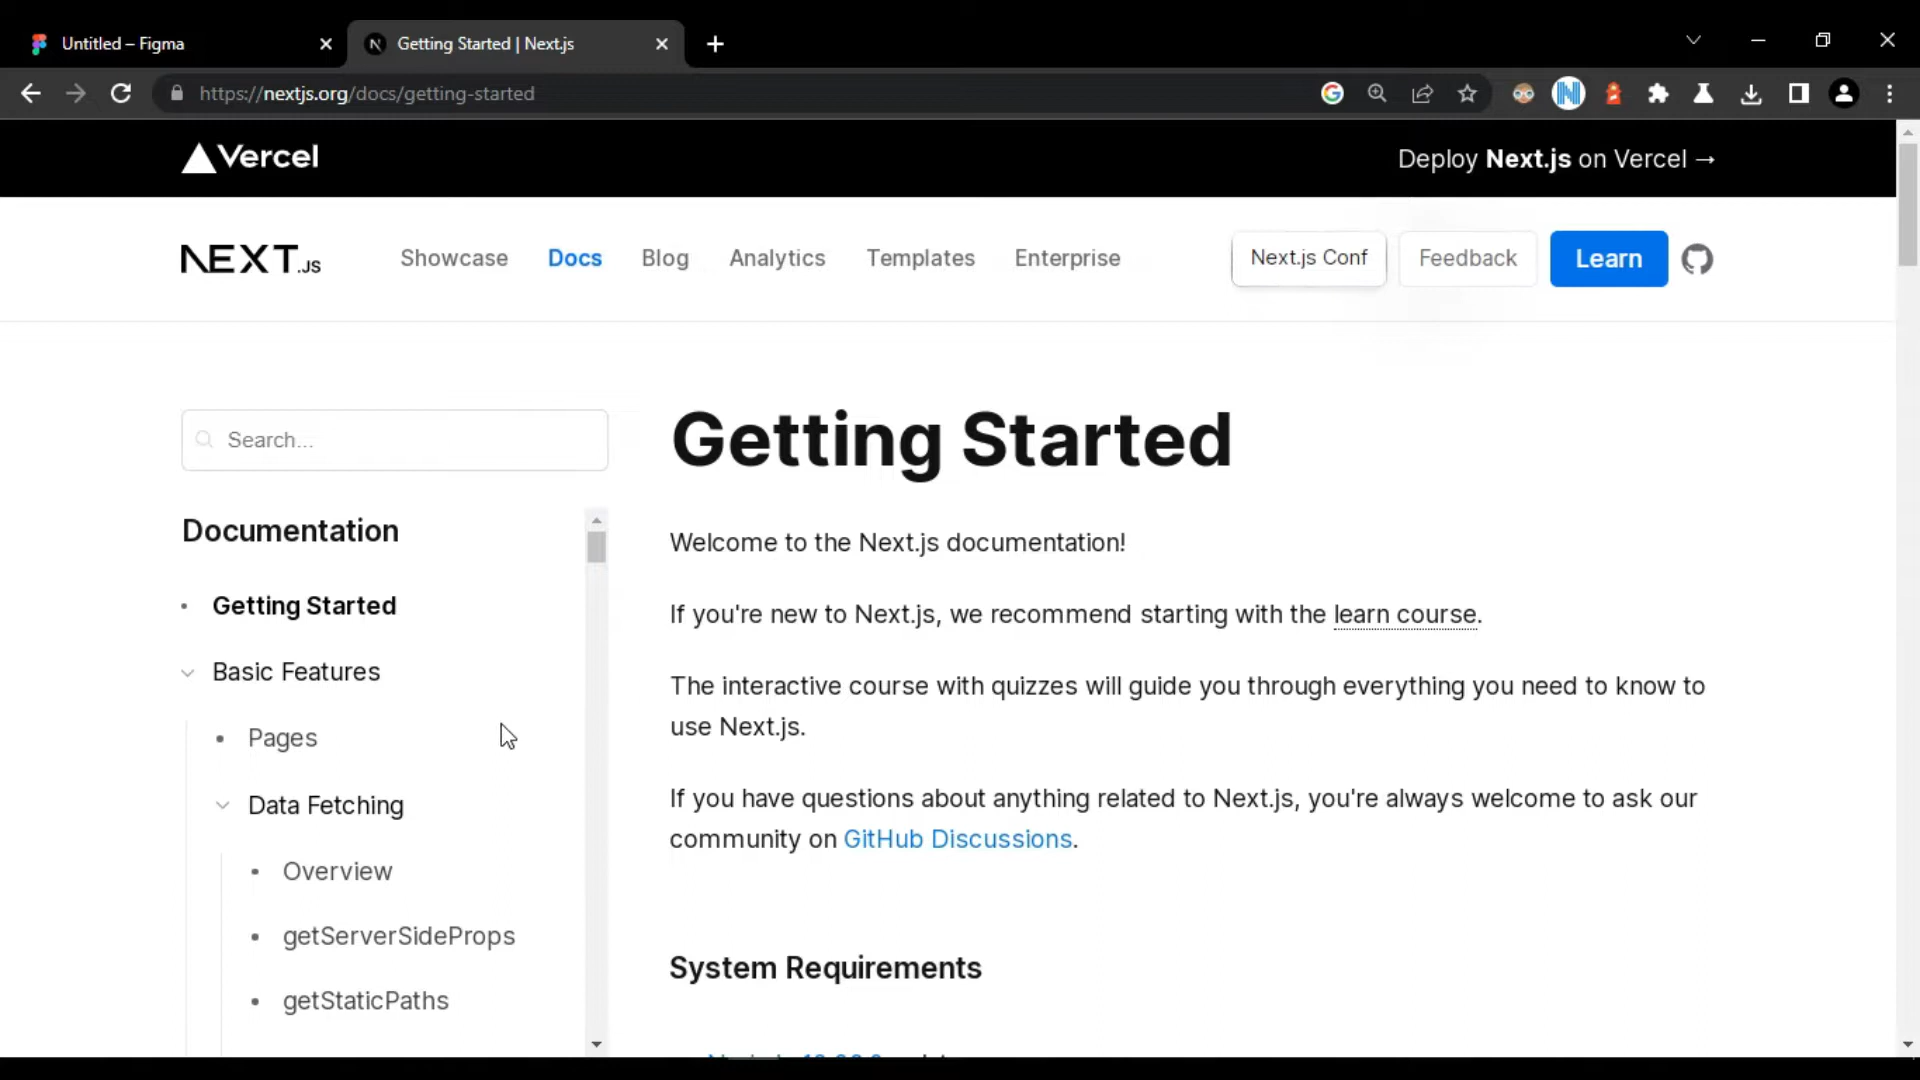 Untitled – Figma
Getting Started | Next.js
https://nextjs.org/docs/getting-started
Vercel
Deploy Next.js on Vercel →
NEXT.JS
Showcase
Docs
Blog
Analytics
Templates
Enterprise
Next.js Conf
Feedback
Learn
Search...
Documentation
• Getting Started
Basic Features
• Pages
Data Fetching
• Overview
• getServerSideProps
• getStaticPaths
Getting Started
Welcome to the Next.js documentation!
If you're new to Next.js, we recommend starting with the learn course.
The interactive course with quizzes will guide you through everything you need to know to
use Next.js.
If you have questions about anything related to Next.js, you're always welcome to ask our
community on GitHub Discussions.
System Requirements